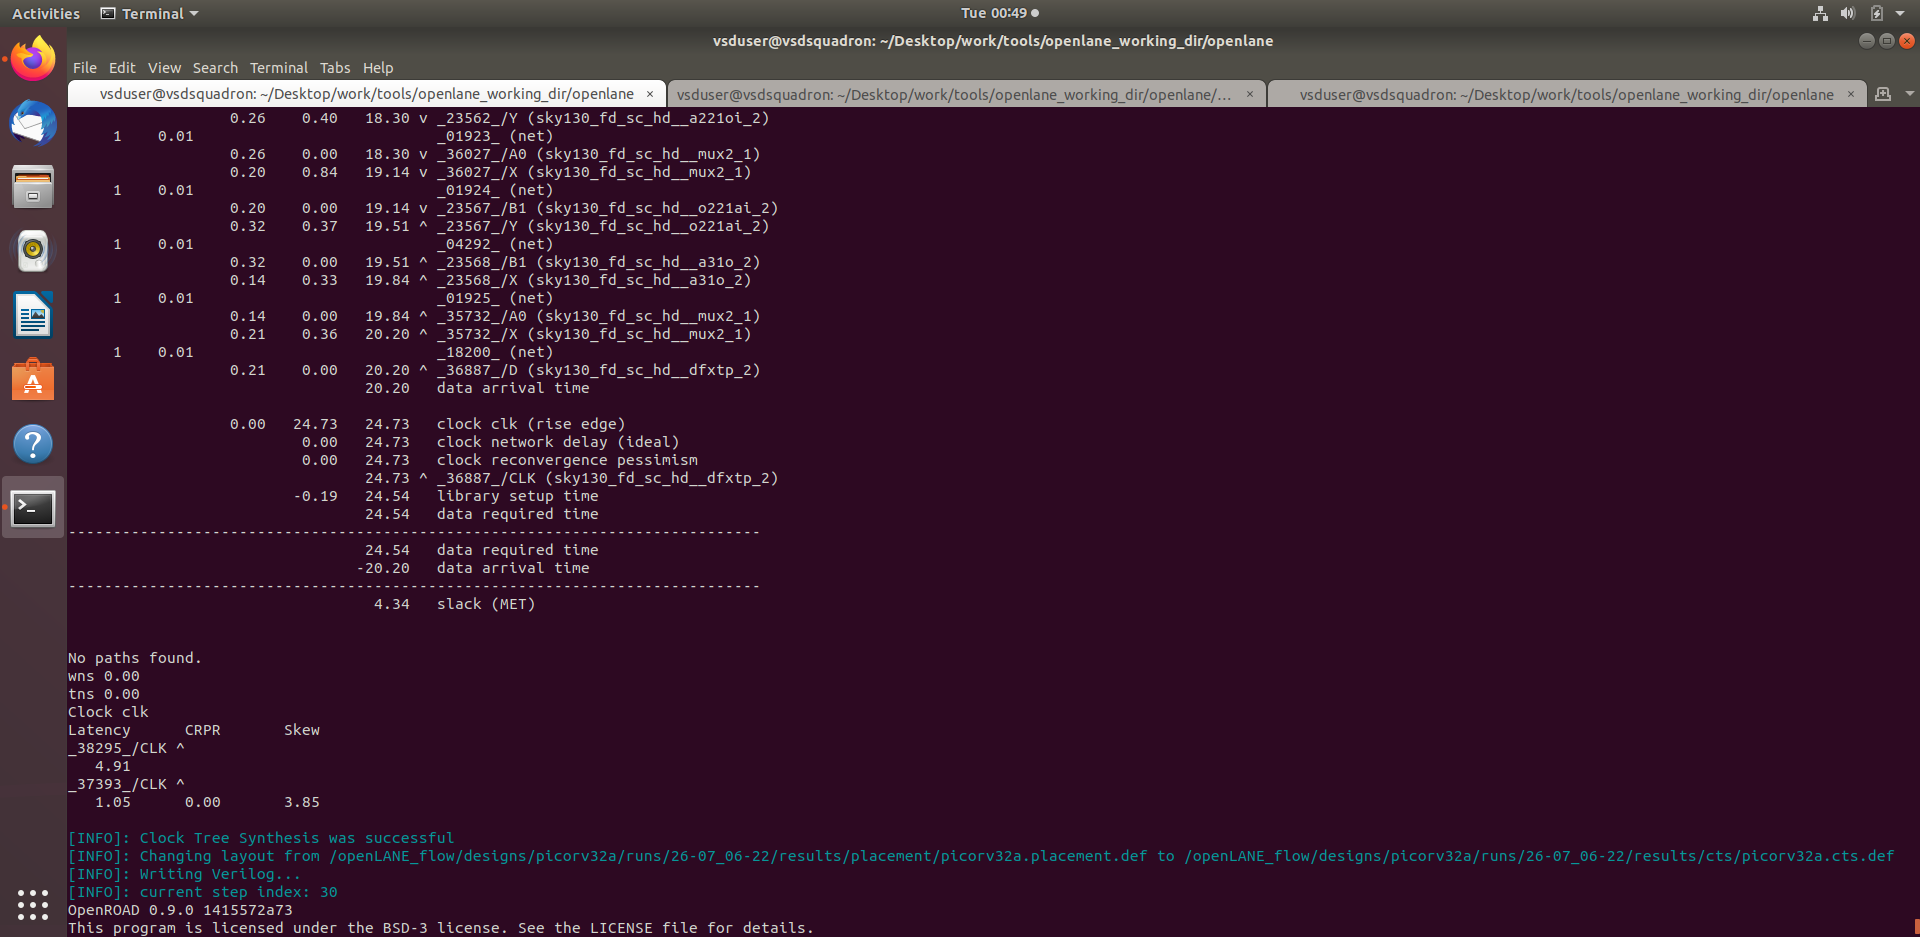 Activities Terminal Tue 00:49
vsduser@vsdsquadron: ~/Desktop/work/tools/openlane_working_dir/openlane
File Edit View Search Terminal Tabs Help
vsduser@vsdsquadron: ~/Desktop/work/tools/openlane_working_dir/openlane × vsduser@vsdsquadron: ~/Desktop/work/tools/openlane_working_dir/openlane/... × vsduser@vsdsquadron: ~/Desktop/work/tools/openlane_working_dir/openlane ×
0.26 0.40 18.30 v _23562_/Y (sky130_fd_sc_hd__a221oi_2)
1 0.01 _01923_ (net)
0.26 0.00 18.30 v _36027_/A0 (sky130_fd_sc_hd__mux2_1)
0.20 0.84 19.14 v _36027_/X (sky130_fd_sc_hd__mux2_1)
1 0.01 _01924_ (net)
0.20 0.00 19.14 v _23567_/B1 (sky130_fd_sc_hd__o221ai_2)
0.32 0.37 19.51 ^ _23567_/Y (sky130_fd_sc_hd__o221ai_2)
1 0.01 _04292_ (net)
0.32 0.00 19.51 ^ _23568_/B1 (sky130_fd_sc_hd__a31o_2)
0.14 0.33 19.84 ^ _23568_/X (sky130_fd_sc_hd__a31o_2)
1 0.01 _01925_ (net)
0.14 0.00 19.84 ^ _35732_/A0 (sky130_fd_sc_hd__mux2_1)
0.21 0.36 20.20 ^ _35732_/X (sky130_fd_sc_hd__mux2_1)
1 0.01 _18200_ (net)
0.21 0.00 20.20 ^ _36887_/D (sky130_fd_sc_hd__dfxtp_2)
20.20 data arrival time
0.00 24.73 24.73 clock clk (rise edge)
0.00 24.73 clock network delay (ideal)
0.00 24.73 clock reconvergence pessimism
24.73 ^ _36887_/CLK (sky130_fd_sc_hd__dfxtp_2)
-0.19 24.54 library setup time
24.54 data required time
-----------------------------------------------------------------------------
24.54 data required time
-20.20 data arrival time
-----------------------------------------------------------------------------
4.34 slack (MET)
No paths found.
wns 0.00
tns 0.00
Clock clk
Latency CRPR Skew
_38295_/CLK ^
4.91
_37393_/CLK ^
1.05 0.00 3.85
[INFO]: Clock Tree Synthesis was successful
[INFO]: Changing layout from /openLANE_flow/designs/picorv32a/runs/26-07_06-22/results/placement/picorv32a.placement.def to /openLANE_flow/designs/picorv32a/runs/26-07_06-22/results/cts/picorv32a.cts.def
[INFO]: Writing Verilog...
[INFO]: current step index: 30
OpenROAD 0.9.0 1415572a73
This program is licensed under the BSD-3 license. See the LICENSE file for details.